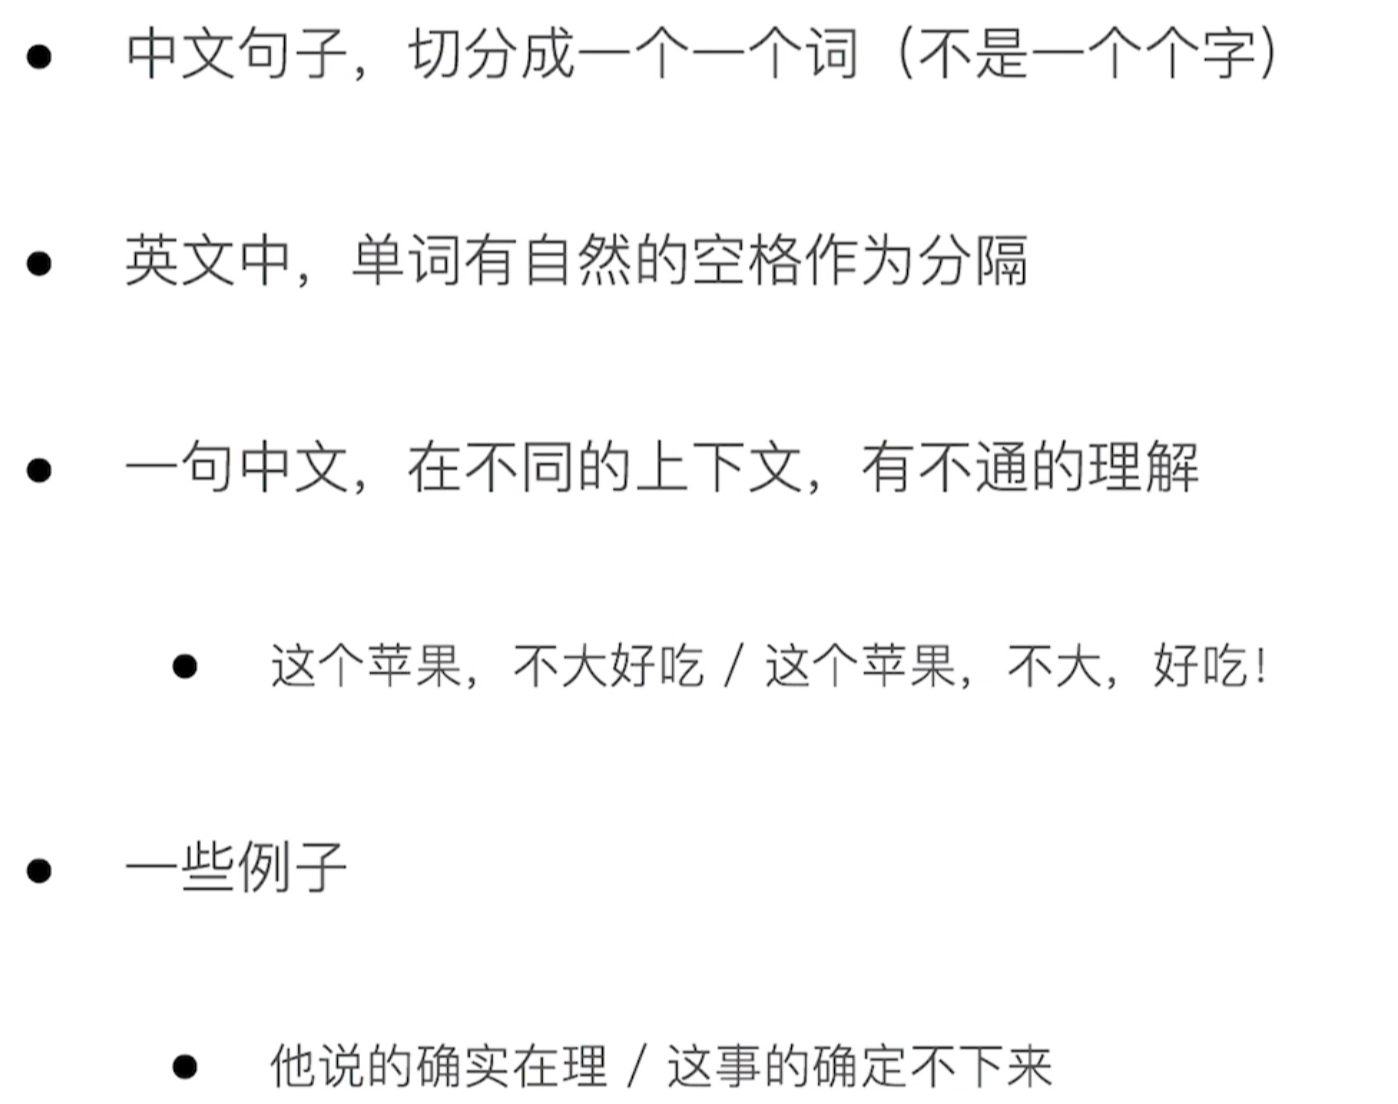 ● 中文句子，切分成一个一个词（不是一个个字）
● 英文中，单词有自然的空格作为分隔
● 一句中文，在不同的上下文，有不通的理解
● 这个苹果，不大好吃 / 这个苹果，不大，好吃！
● 一些例子
● 他说的确实在理 / 这事的确定不下来